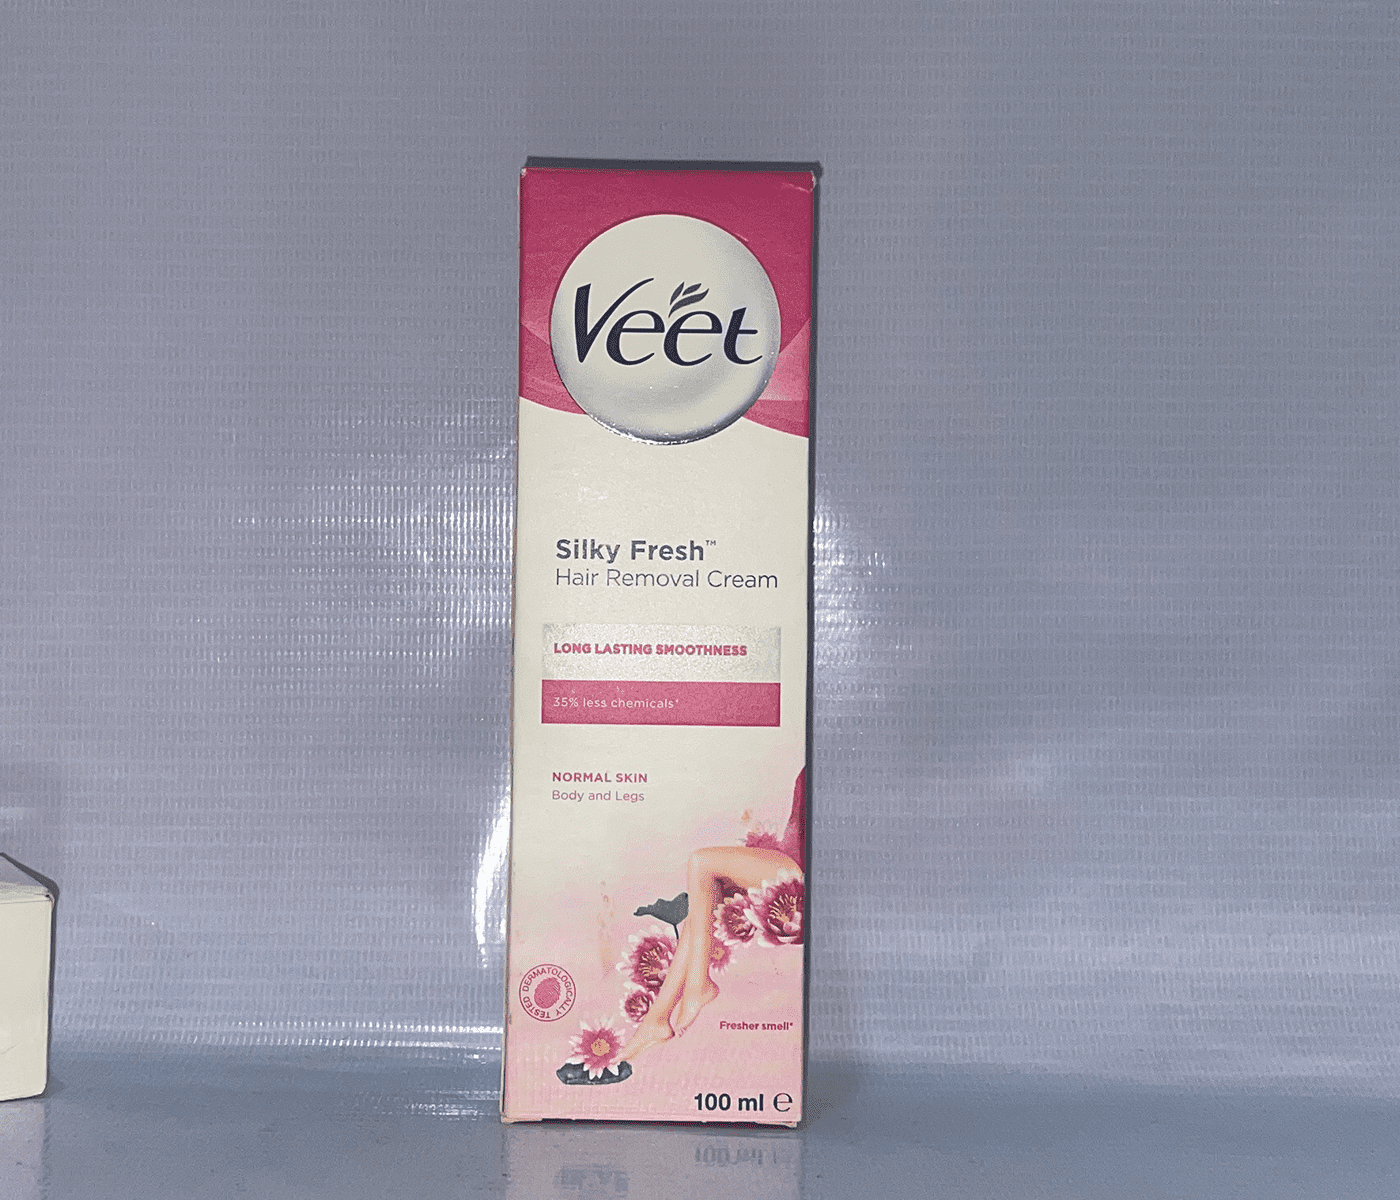 Veet
Silky Fresh™
Hair Removal Cream
LONG LASTING SMOOTHNESS
35% less chemicals*
NORMAL SKIN
Body and Legs
DERMATOLOGICALLY TESTED
Fresher smell*
100 ml ℮